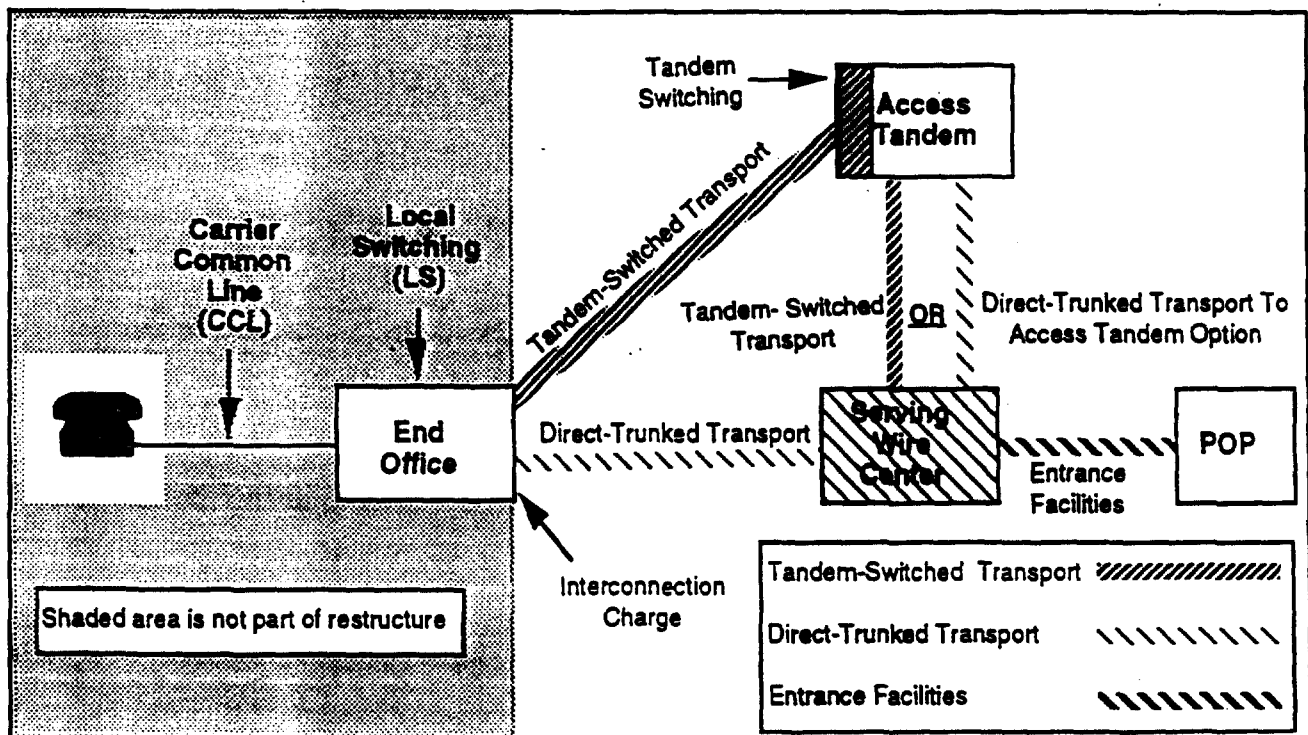 Tandem
Switching
Access
Tandem
Carrier
Common
Line
(CCL)
Local
Switching
(LS)
Tandem-Switched Transport
Tandem- Switched
Transport
OR
Direct-Trunked Transport To
Access Tandem Option
End
Office
Direct-Trunked Transport
Serving
Wire
Center
Entrance
Facilities
POP
Interconnection
Charge
Shaded area is not part of restructure
Tandem-Switched Transport
Direct-Trunked Transport
Entrance Facilities